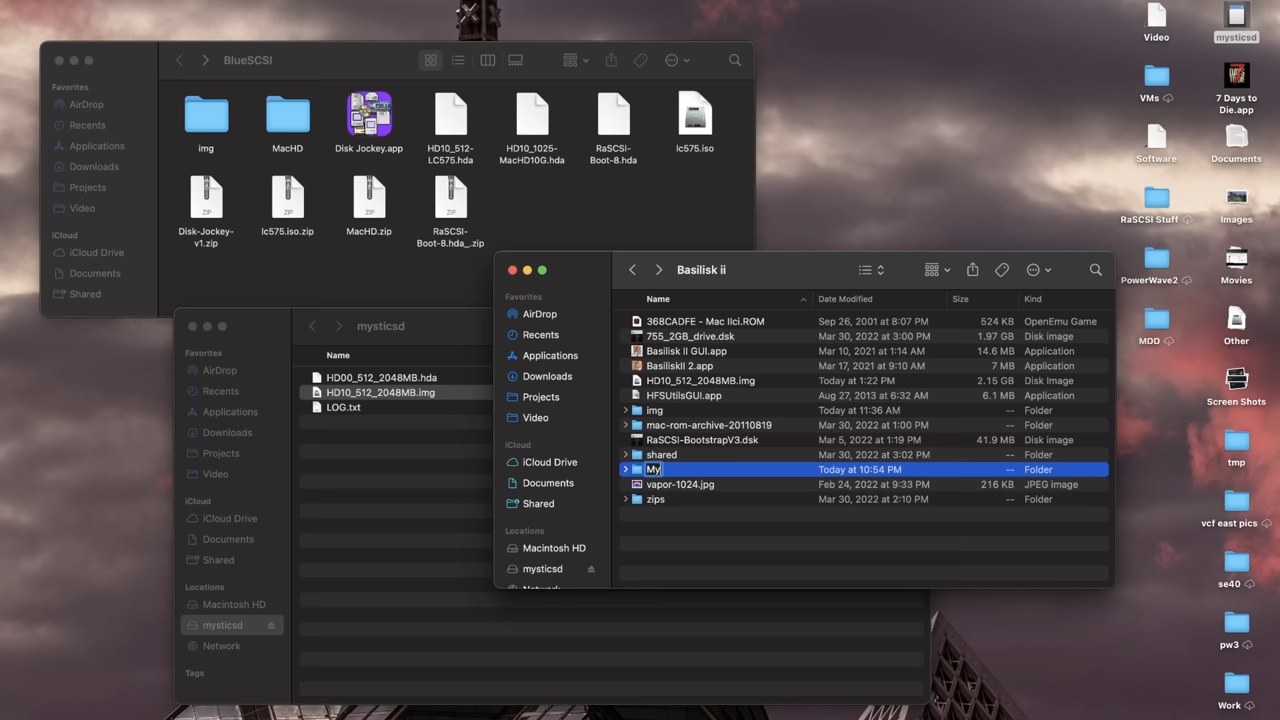 BlueSCSI
Favorites
AirDrop
Recents
Applications
Downloads
Projects
Video
iCloud
iCloud Drive
Documents
Shared
img
MacHD
Disk Jockey.app
HD10_512-
LC575.hda
HD10_1025-
MacHD10G.hda
RaSCSI-
Boot-8.hda
lc575.iso
ZIP
ZIP
ZIP
ZIP
Disk-Jockey-
v1.zip
lc575.iso.zip
MacHD.zip
RaSCSI-
Boot-8.hda_.zip
mysticsd
Favorites
AirDrop
Recents
Applications
Downloads
Projects
Video
iCloud
iCloud Drive
Documents
Shared
Locations
Macintosh HD
mysticsd
Network
Tags
Name
HD00_512_2048MB.hda
HD10_512_2048MB.img
LOG.txt
Basilisk ii
Favorites
AirDrop
Recents
Applications
Downloads
Projects
Video
iCloud
iCloud Drive
Documents
Shared
Locations
Macintosh HD
mysticsd
Network
Name Date Modified Size Kind
368CADFE - Mac IIci.ROM Sep 26, 2001 at 8:07 PM 524 KB OpenEmu Game
755_2GB_drive.dsk Mar 30, 2022 at 3:00 PM 1.97 GB Disk image
Basilisk II GUI.app Mar 10, 2021 at 1:14 AM 14.6 MB Application
BasiliskII 2.app Mar 17, 2021 at 9:10 AM 7 MB Application
HD10_512_2048MB.img Today at 1:22 PM 2.15 GB Disk Image
HFSUtilsGUI.app Aug 27, 2013 at 6:32 AM 6.1 MB Application
img Today at 11:36 AM -- Folder
mac-rom-archive-20110819 Mar 30, 2022 at 1:00 PM -- Folder
RaSCSI-BootstrapV3.dsk Mar 5, 2022 at 1:19 PM 41.9 MB Disk image
shared Mar 30, 2022 at 3:02 PM -- Folder
My Today at 10:54 PM -- Folder
vapor-1024.jpg Feb 24, 2022 at 9:33 PM 216 KB JPEG image
zips Mar 30, 2022 at 2:10 PM -- Folder
Video
mysticsd
VMs
7 Days to
Die.app
Software
Documents
RaSCSI Stuff
Images
PowerWave2
Movies
MDD
Other
Screen Shots
tmp
vcf east pics
se40
pw3
Work